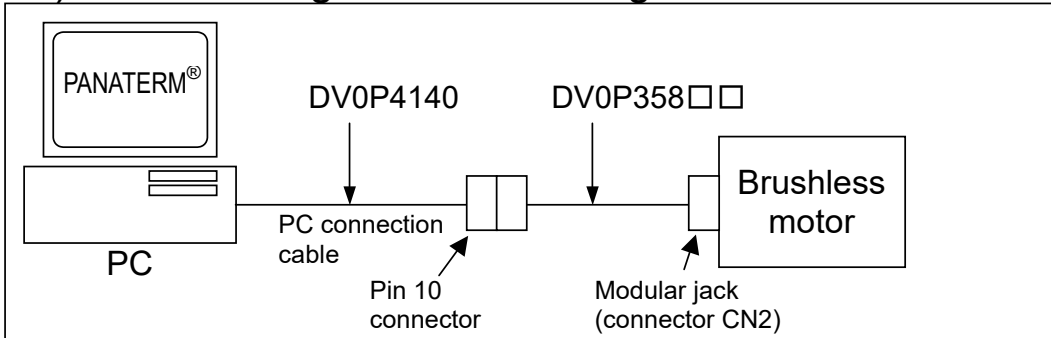 PANATERM®
DV0P4140
DV0P358□□
Brushless
motor
PC connection
cable
PC
Pin 10
connector
Modular jack
(connector CN2)